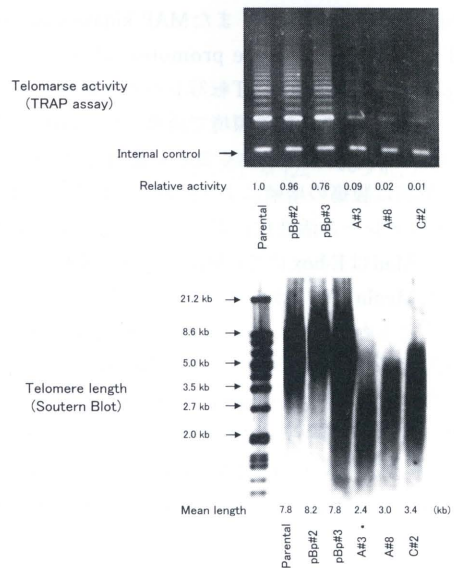 Telomarse activity
(TRAP assay)
Internal control
Relative activity 1.0 0.96 0.76 0.09 0.02 0.01
Parental pBp#2 pBp#3 A#3 A#8 C#2
21.2 kb
8.6 kb
5.0 kb
3.5 kb
2.7 kb
2.0 kb
Telomere length
(Soutern Blot)
Mean length 7.8 8.2 7.8 2.4 3.0 3.4 (kb)
Parental pBp#2 pBp#3 A#3 A#8 C#2